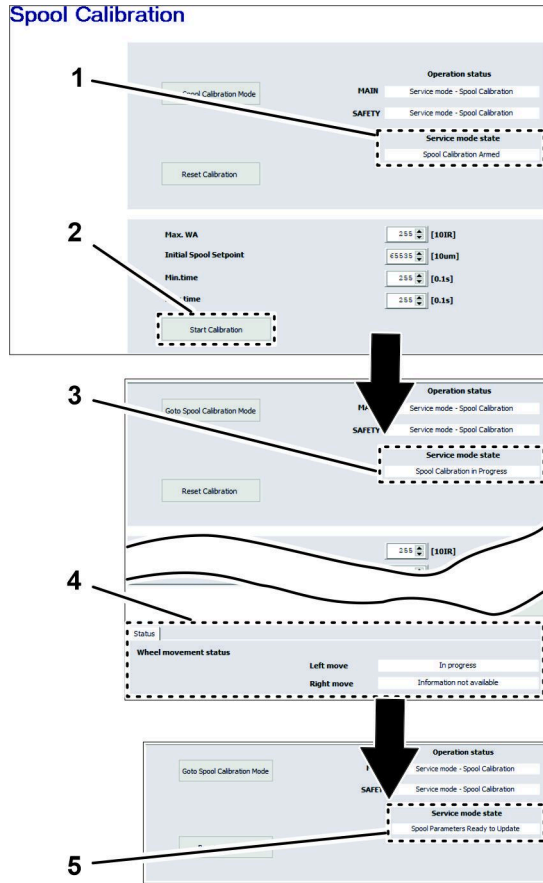 Spool Calibration
1
Operation status
Spool Calibration Mode
MAIN
Service mode - Spool Calibration
SAFETY
Service mode - Spool Calibration
Service mode state
Spool Calibration Armed
Reset Calibration
2
Max. WA
255 [10IR]
Initial Spool Setpoint
65535 [10um]
Min.time
255 [0.1s]
time
255 [0.1s]
Start Calibration
3
Operation status
Goto Spool Calibration Mode
Service mode - Spool Calibration
SAFETY
Service mode - Spool Calibration
Service mode state
Spool Calibration in Progress
Reset Calibration
255 [10IR]
4
Status
Wheel movement status
Left move
In progress
Right move
Information not available
Operation status
Goto Spool Calibration Mode
Service mode - Spool Calibration
Service mode - Spool Calibration
Service mode state
Spool Parameters Ready to Update
5